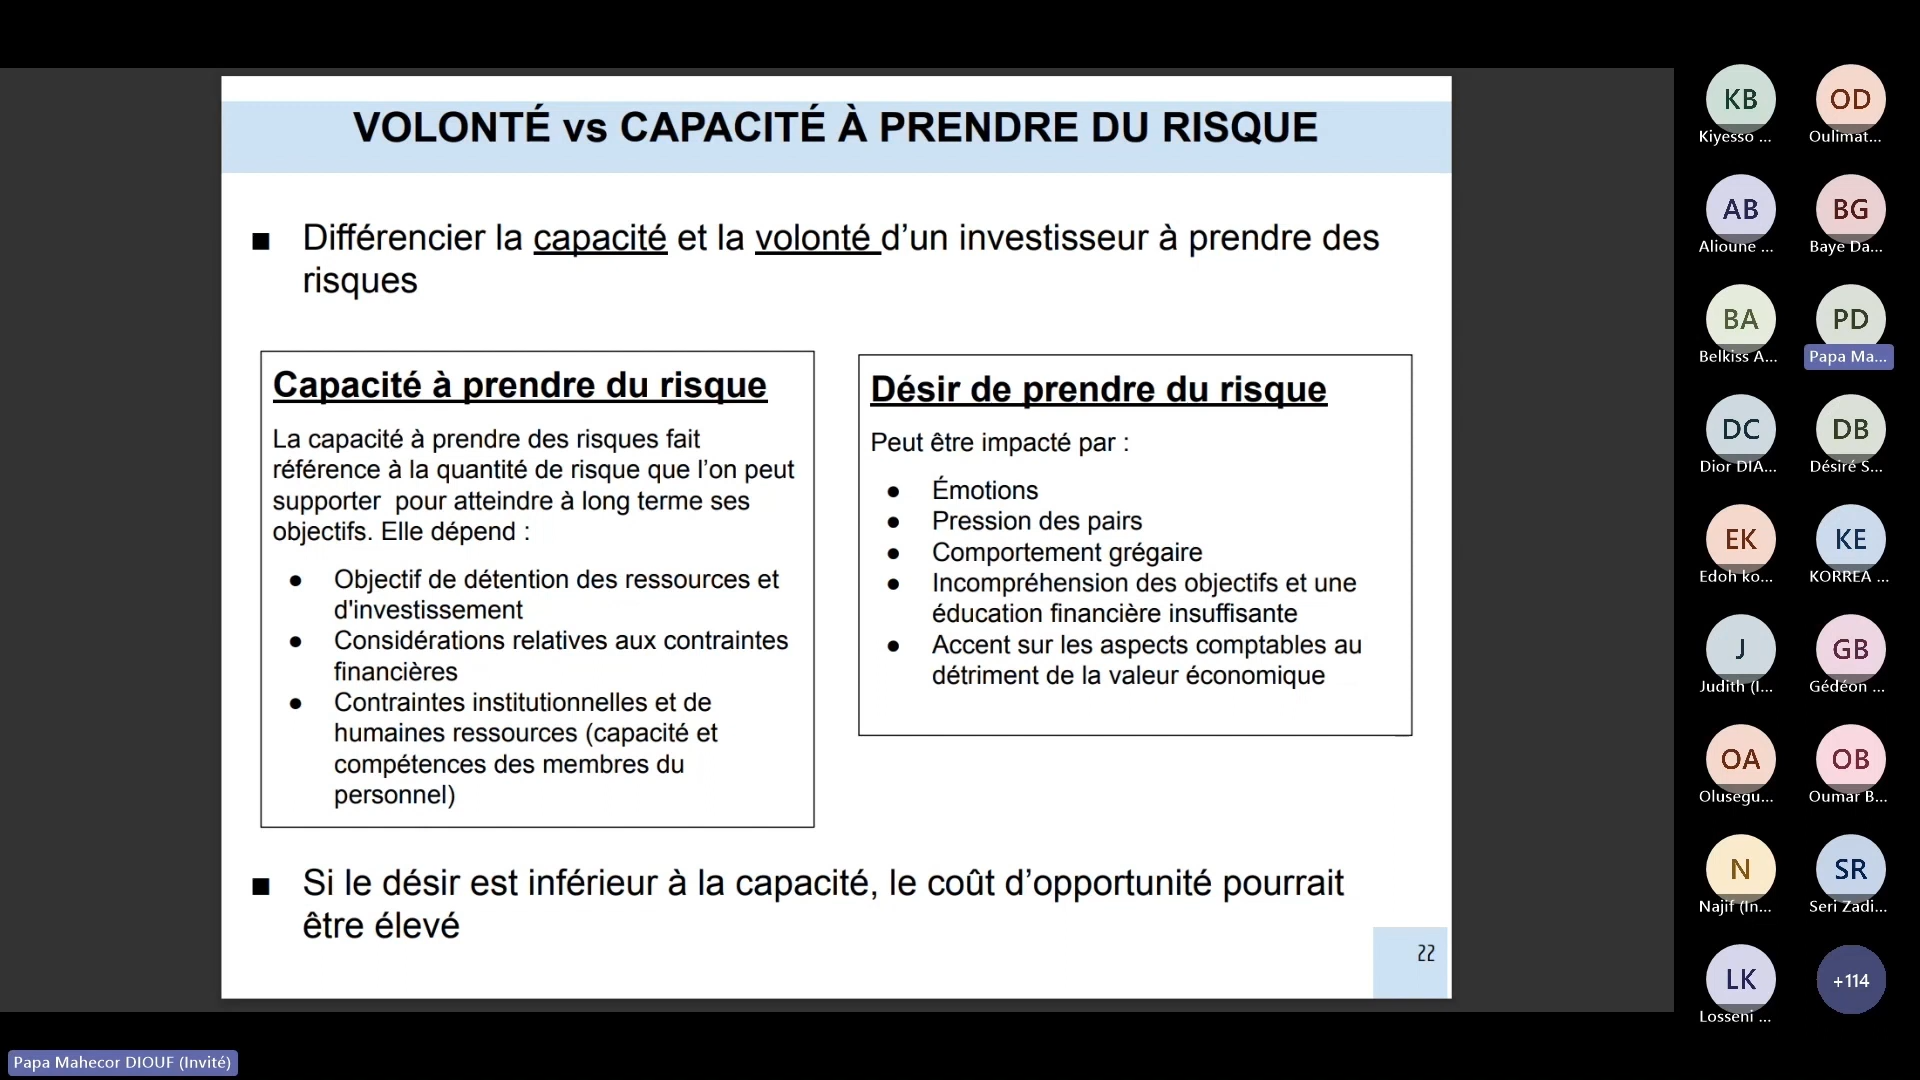 VOLONTÉ vs CAPACITÉ À PRENDRE DU RISQUE
■ Différencier la capacité et la volonté d’un investisseur à prendre des
risques
Capacité à prendre du risque
La capacité à prendre des risques fait
référence à la quantité de risque que l’on peut
supporter pour atteindre à long terme ses
objectifs. Elle dépend :
● Objectif de détention des ressources et
d'investissement
● Considérations relatives aux contraintes
financières
● Contraintes institutionnelles et de
humaines ressources (capacité et
compétences des membres du
personnel)
Désir de prendre du risque
Peut être impacté par :
● Émotions
● Pression des pairs
● Comportement grégaire
● Incompréhension des objectifs et une
éducation financière insuffisante
● Accent sur les aspects comptables au
détriment de la valeur économique
■ Si le désir est inférieur à la capacité, le coût d’opportunité pourrait
être élevé
22
KB
Kiyesso ...
OD
Oulimat...
AB
Alioune ...
BG
Baye Da...
BA
Belkiss A...
PD
Papa Ma...
DC
Dior DIA...
DB
Désiré S...
EK
Edoh ko...
KE
KORREA ...
J
Judith (I...
GB
Gédéon ...
OA
Olusegu...
OB
Oumar B...
N
Najif (In...
SR
Seri Zadi...
LK
Losseni ...
+114
Papa Mahecor DIOUF (Invité)